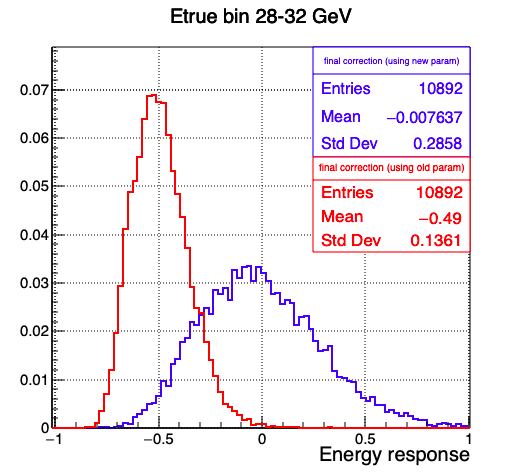 Etrue bin 28-32 GeV
final correction (using new param)
Entries 10892
Mean −0.007637
Std Dev 0.2858
final correction (using old param)
Entries 10892
Mean −0.49
Std Dev 0.1361
0.07
0.06
0.05
0.04
0.03
0.02
0.01
0
−1 −0.5 0 0.5 1
Energy response